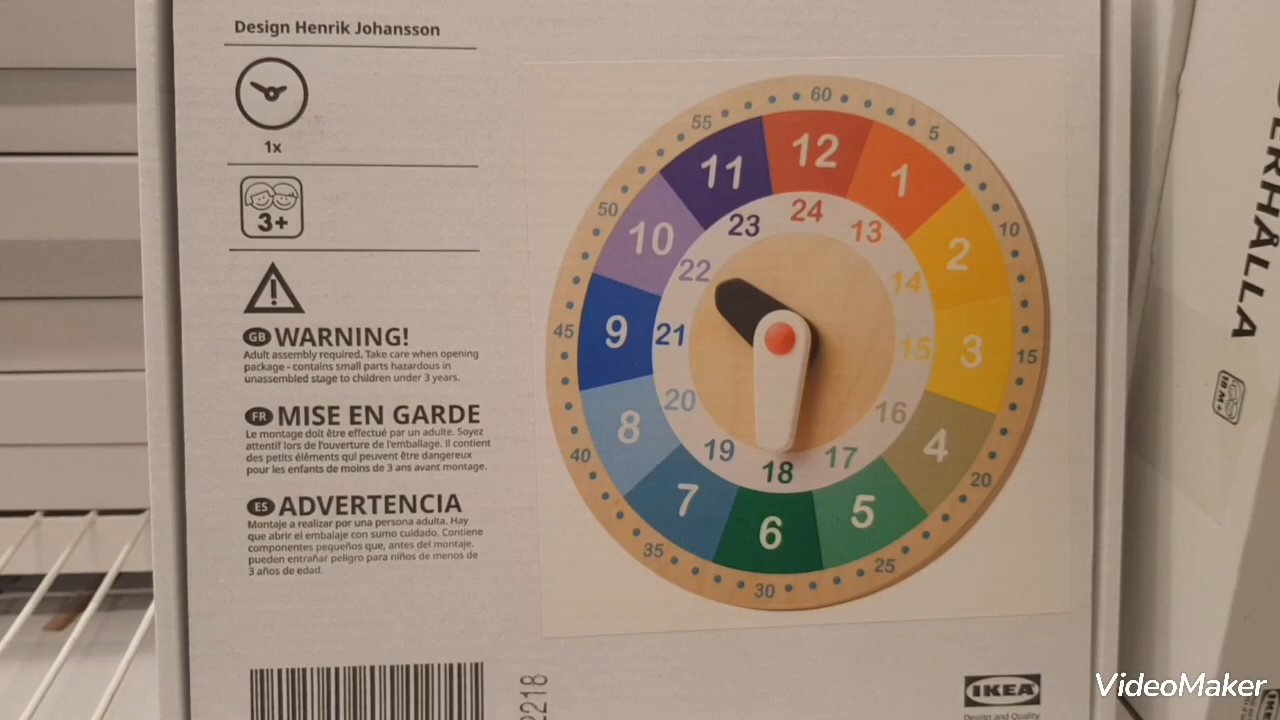 Design Henrik Johansson
1x
3+
GB WARNING!
Adult assembly required. Take care when opening
package - contains small parts hazardous in
unassembled stage to children under 3 years.
FR MISE EN GARDE
Le montage doit être effectué par un adulte. Soyez
attentif lors de l'ouverture de l'emballage. Il contient
des petits éléments qui peuvent être dangereux
pour les enfants de moins de 3 ans avant montage.
ES ADVERTENCIA
Montaje a realizar por una persona adulta. Hay
que abrir el embalaje con sumo cuidado. Contiene
componentes pequeños que, antes del montaje,
pueden entrañar peligro para niños de menos de
3 años de edad.
60
5
10
15
20
25
30
35
40
45
50
55
12
1
2
3
4
5
6
7
8
9
10
11
24
13
14
15
16
17
18
19
20
21
22
23
2218
IKEA
Design and Quality
ERHÅLLA
18 M+
IKEA
VideoMaker